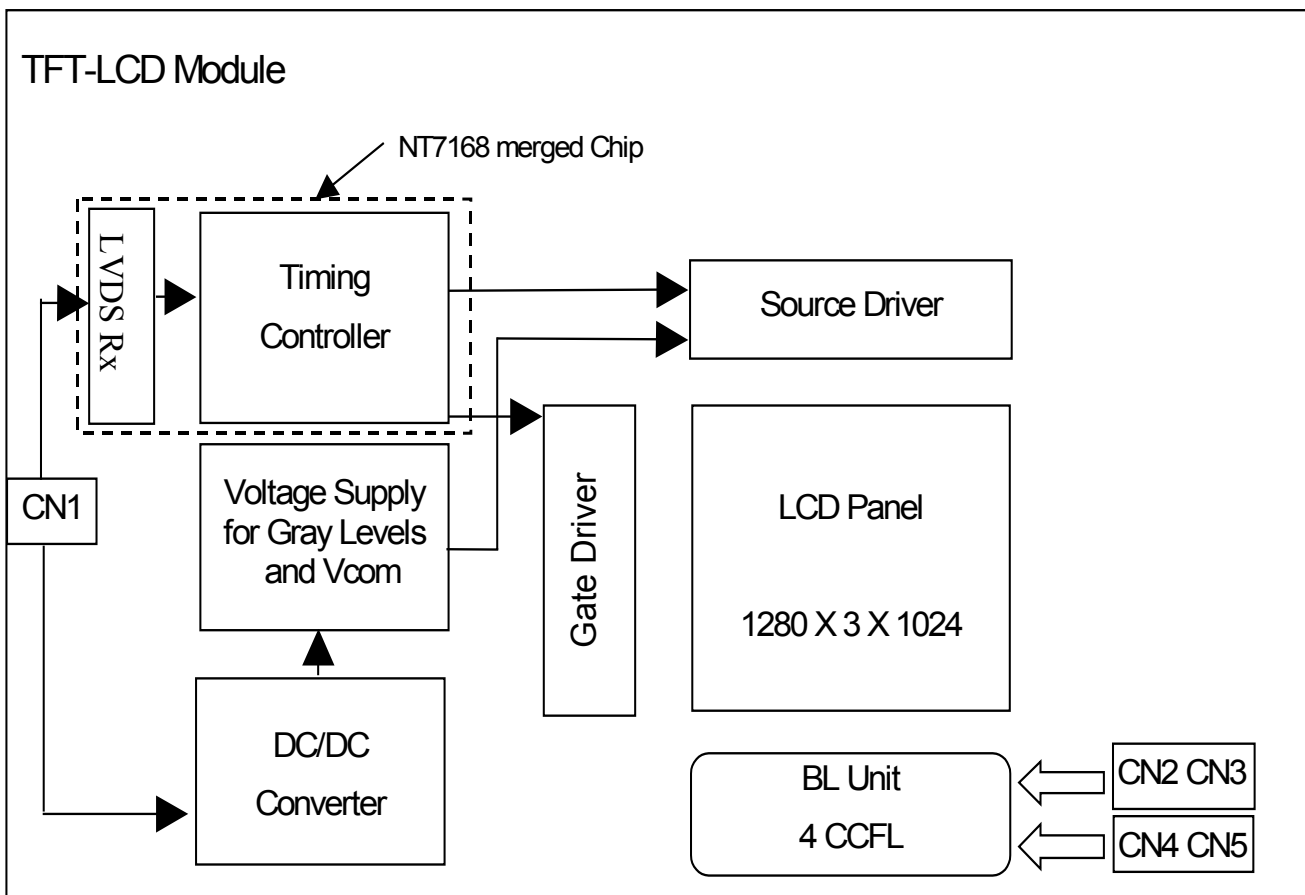 TFT-LCD Module
NT7168 merged Chip
LVDS Rx
Timing
Controller
Source Driver
CN1
Voltage Supply
for Gray Levels
and Vcom
Gate Driver
LCD Panel
1280 X 3 X 1024
DC/DC
Converter
BL Unit
4 CCFL
CN2 CN3
CN4 CN5